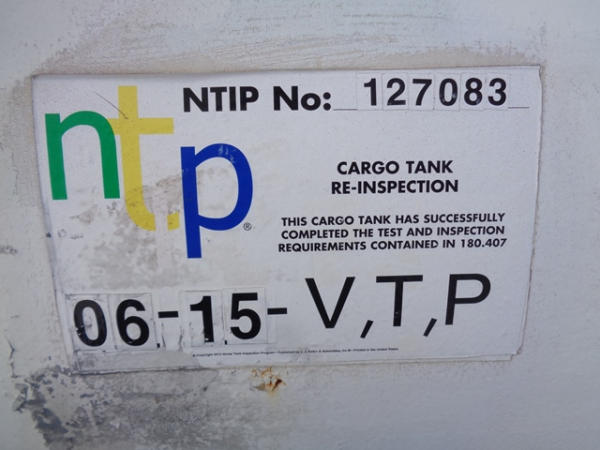 ntp®
NTIP No: 127083
CARGO TANK
RE-INSPECTION
THIS CARGO TANK HAS SUCCESSFULLY
COMPLETED THE TEST AND INSPECTION
REQUIREMENTS CONTAINED IN 180.407
06-15-V,T,P